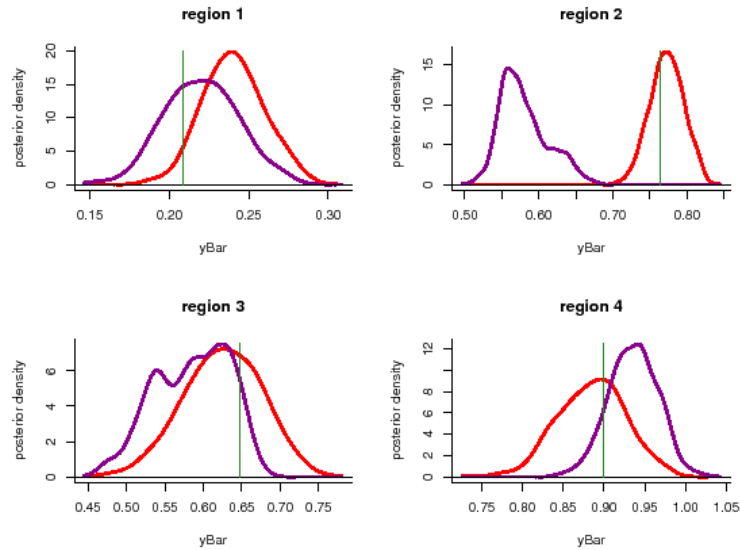 region 1
20
15
10
5
0
posterior density
0.15 0.20 0.25 0.30
yBar
region 2
15
10
5
0
posterior density
0.50 0.60 0.70 0.80
yBar
region 3
6
4
2
0
posterior density
0.45 0.50 0.55 0.60 0.65 0.70 0.75
yBar
region 4
12
8
6
4
2
0
posterior density
0.75 0.80 0.85 0.90 0.95 1.00 1.05
yBar